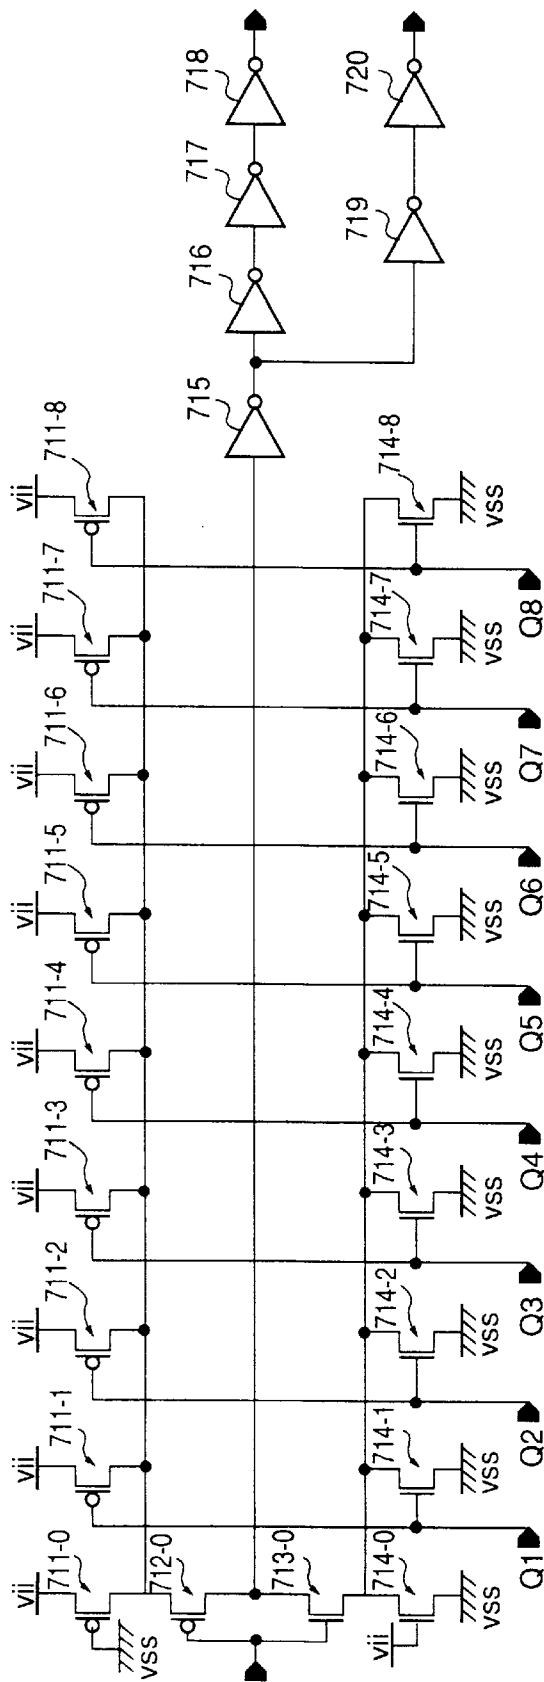 vii vii vii vii vii vii vii vii vii
711-0 711-1 711-2 711-3 711-4 711-5 711-6 711-7 711-8
VSS
712-0 715 716 717 718
713-0 719 720
714-0 714-1 714-2 714-3 714-4 714-5 714-6 714-7 714-8
vii
VSS VSS VSS VSS VSS VSS VSS VSS VSS
Q1 Q2 Q3 Q4 Q5 Q6 Q7 Q8